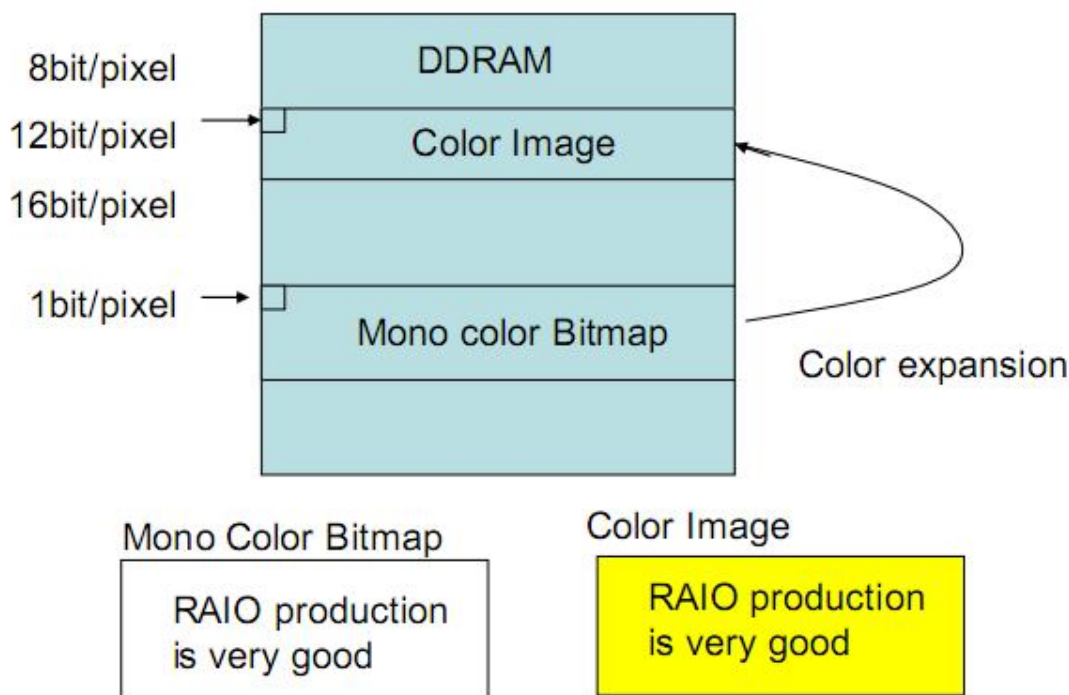 8bit/pixel
DDRAM
12bit/pixel
Color Image
16bit/pixel
1bit/pixel
Mono color Bitmap
Color expansion
Mono Color Bitmap
RAIO production
is very good
Color Image
RAIO production
is very good